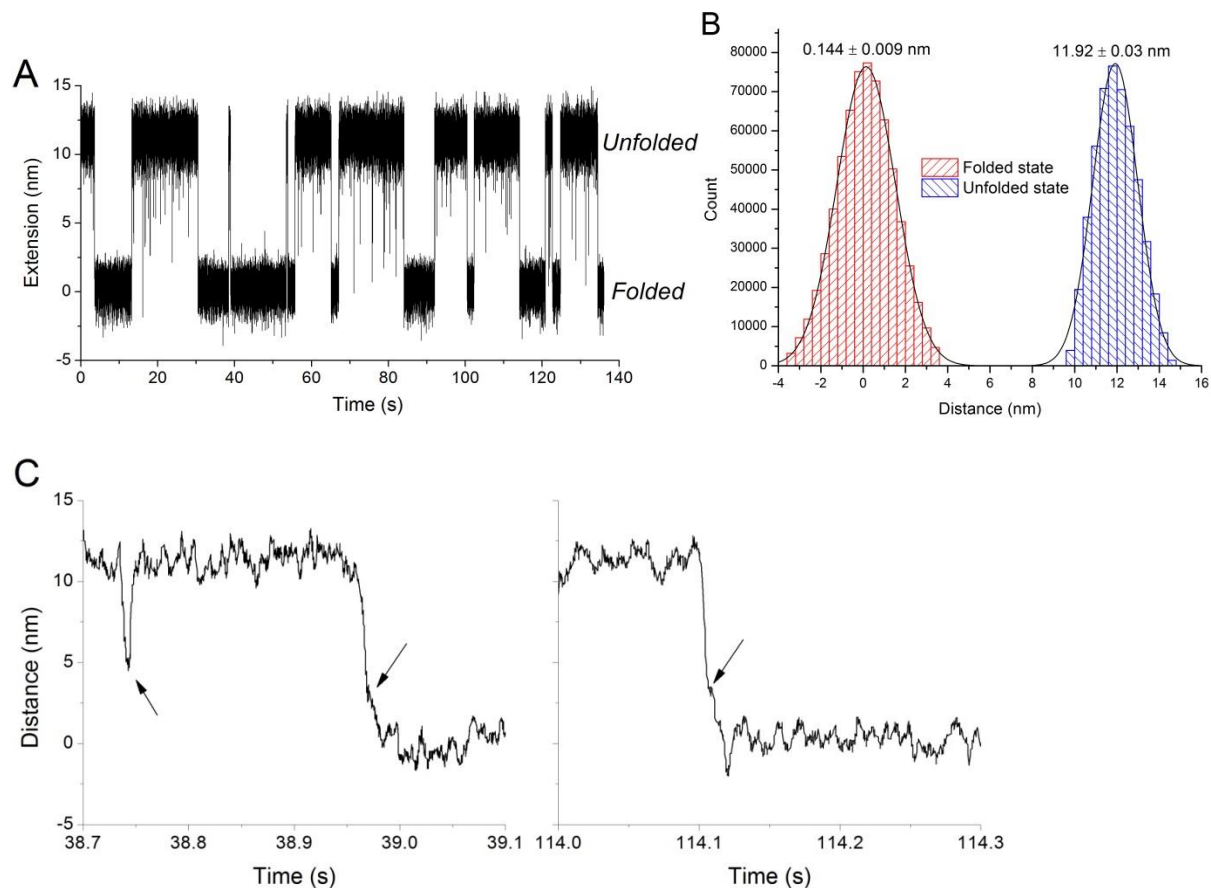 A
Extension (nm)
15
10
5
0
-5
Unfolded
Folded
0 20 40 60 80 100 120 140
Time (s)
B
0.144 ± 0.009 nm 11.92 ± 0.03 nm
Count
80000
70000
60000
50000
40000
30000
20000
10000
0
Folded state
Unfolded state
-4 -2 0 2 4 6 8 10 12 14 16
Distance (nm)
C
Distance (nm)
15
10
5
0
-5
38.7 38.8 38.9 39.0 39.1
Time (s)
114.0 114.1 114.2 114.3
Time (s)